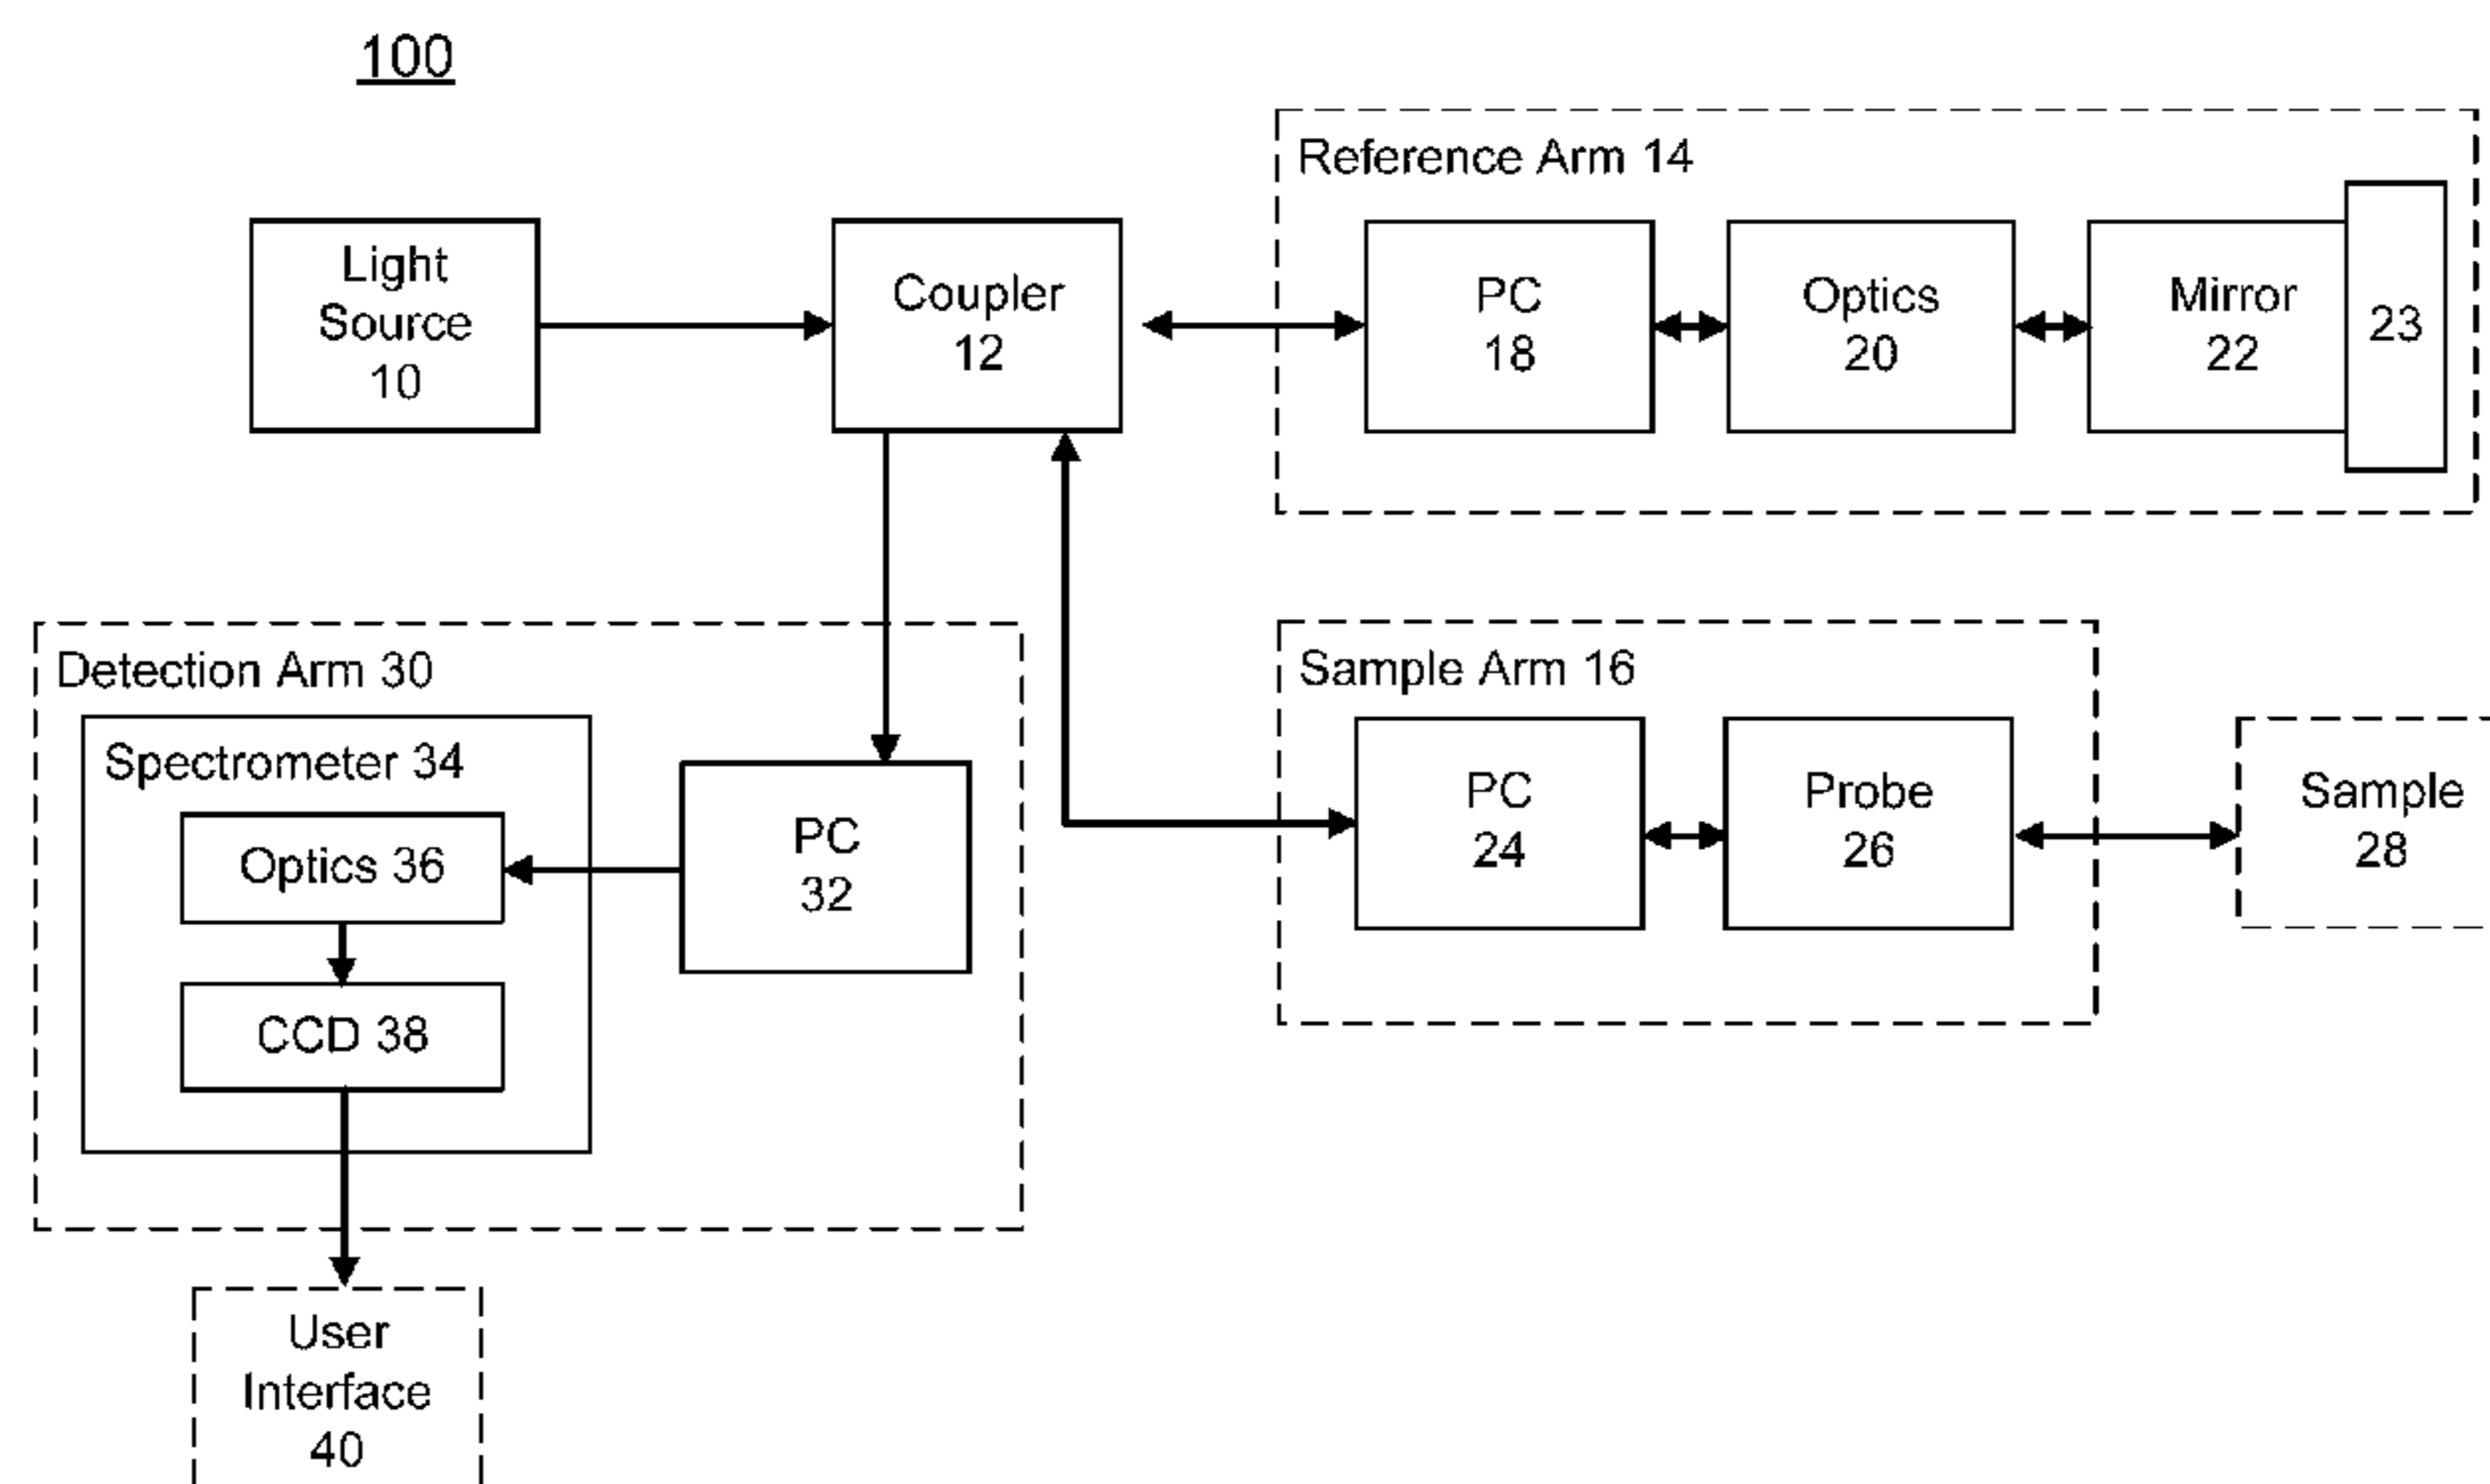 100
Reference Arm 14
Light
Source
10
Coupler
12
PC
18
Optics
20
Mirror
22
23
Detection Arm 30
Spectrometer 34
Optics 36
CCD 38
PC
32
Sample Arm 16
PC
24
Probe
26
Sample
28
User
Interface
40